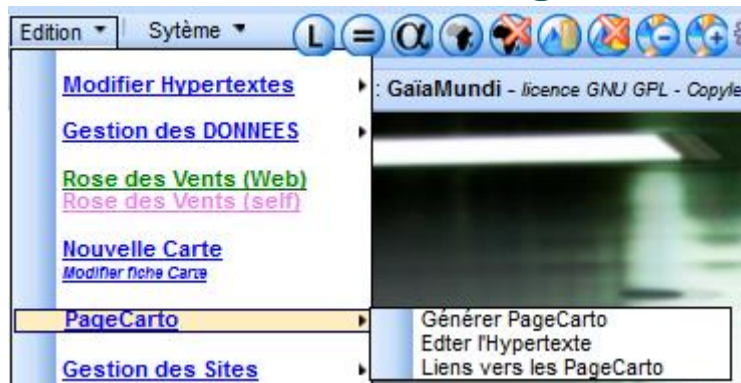 Edition Sytème L = α
Modifier Hypertextes
: GaïaMundi - licence GNU GPL - Copyle
Gestion des DONNEES
Rose des Vents (Web)
Rose des Vents (self)
Nouvelle Carte
Modifier fiche Carte
PageCarto
Générer PageCarto
Edter l'Hypertexte
Liens vers les PageCarto
Gestion des Sites